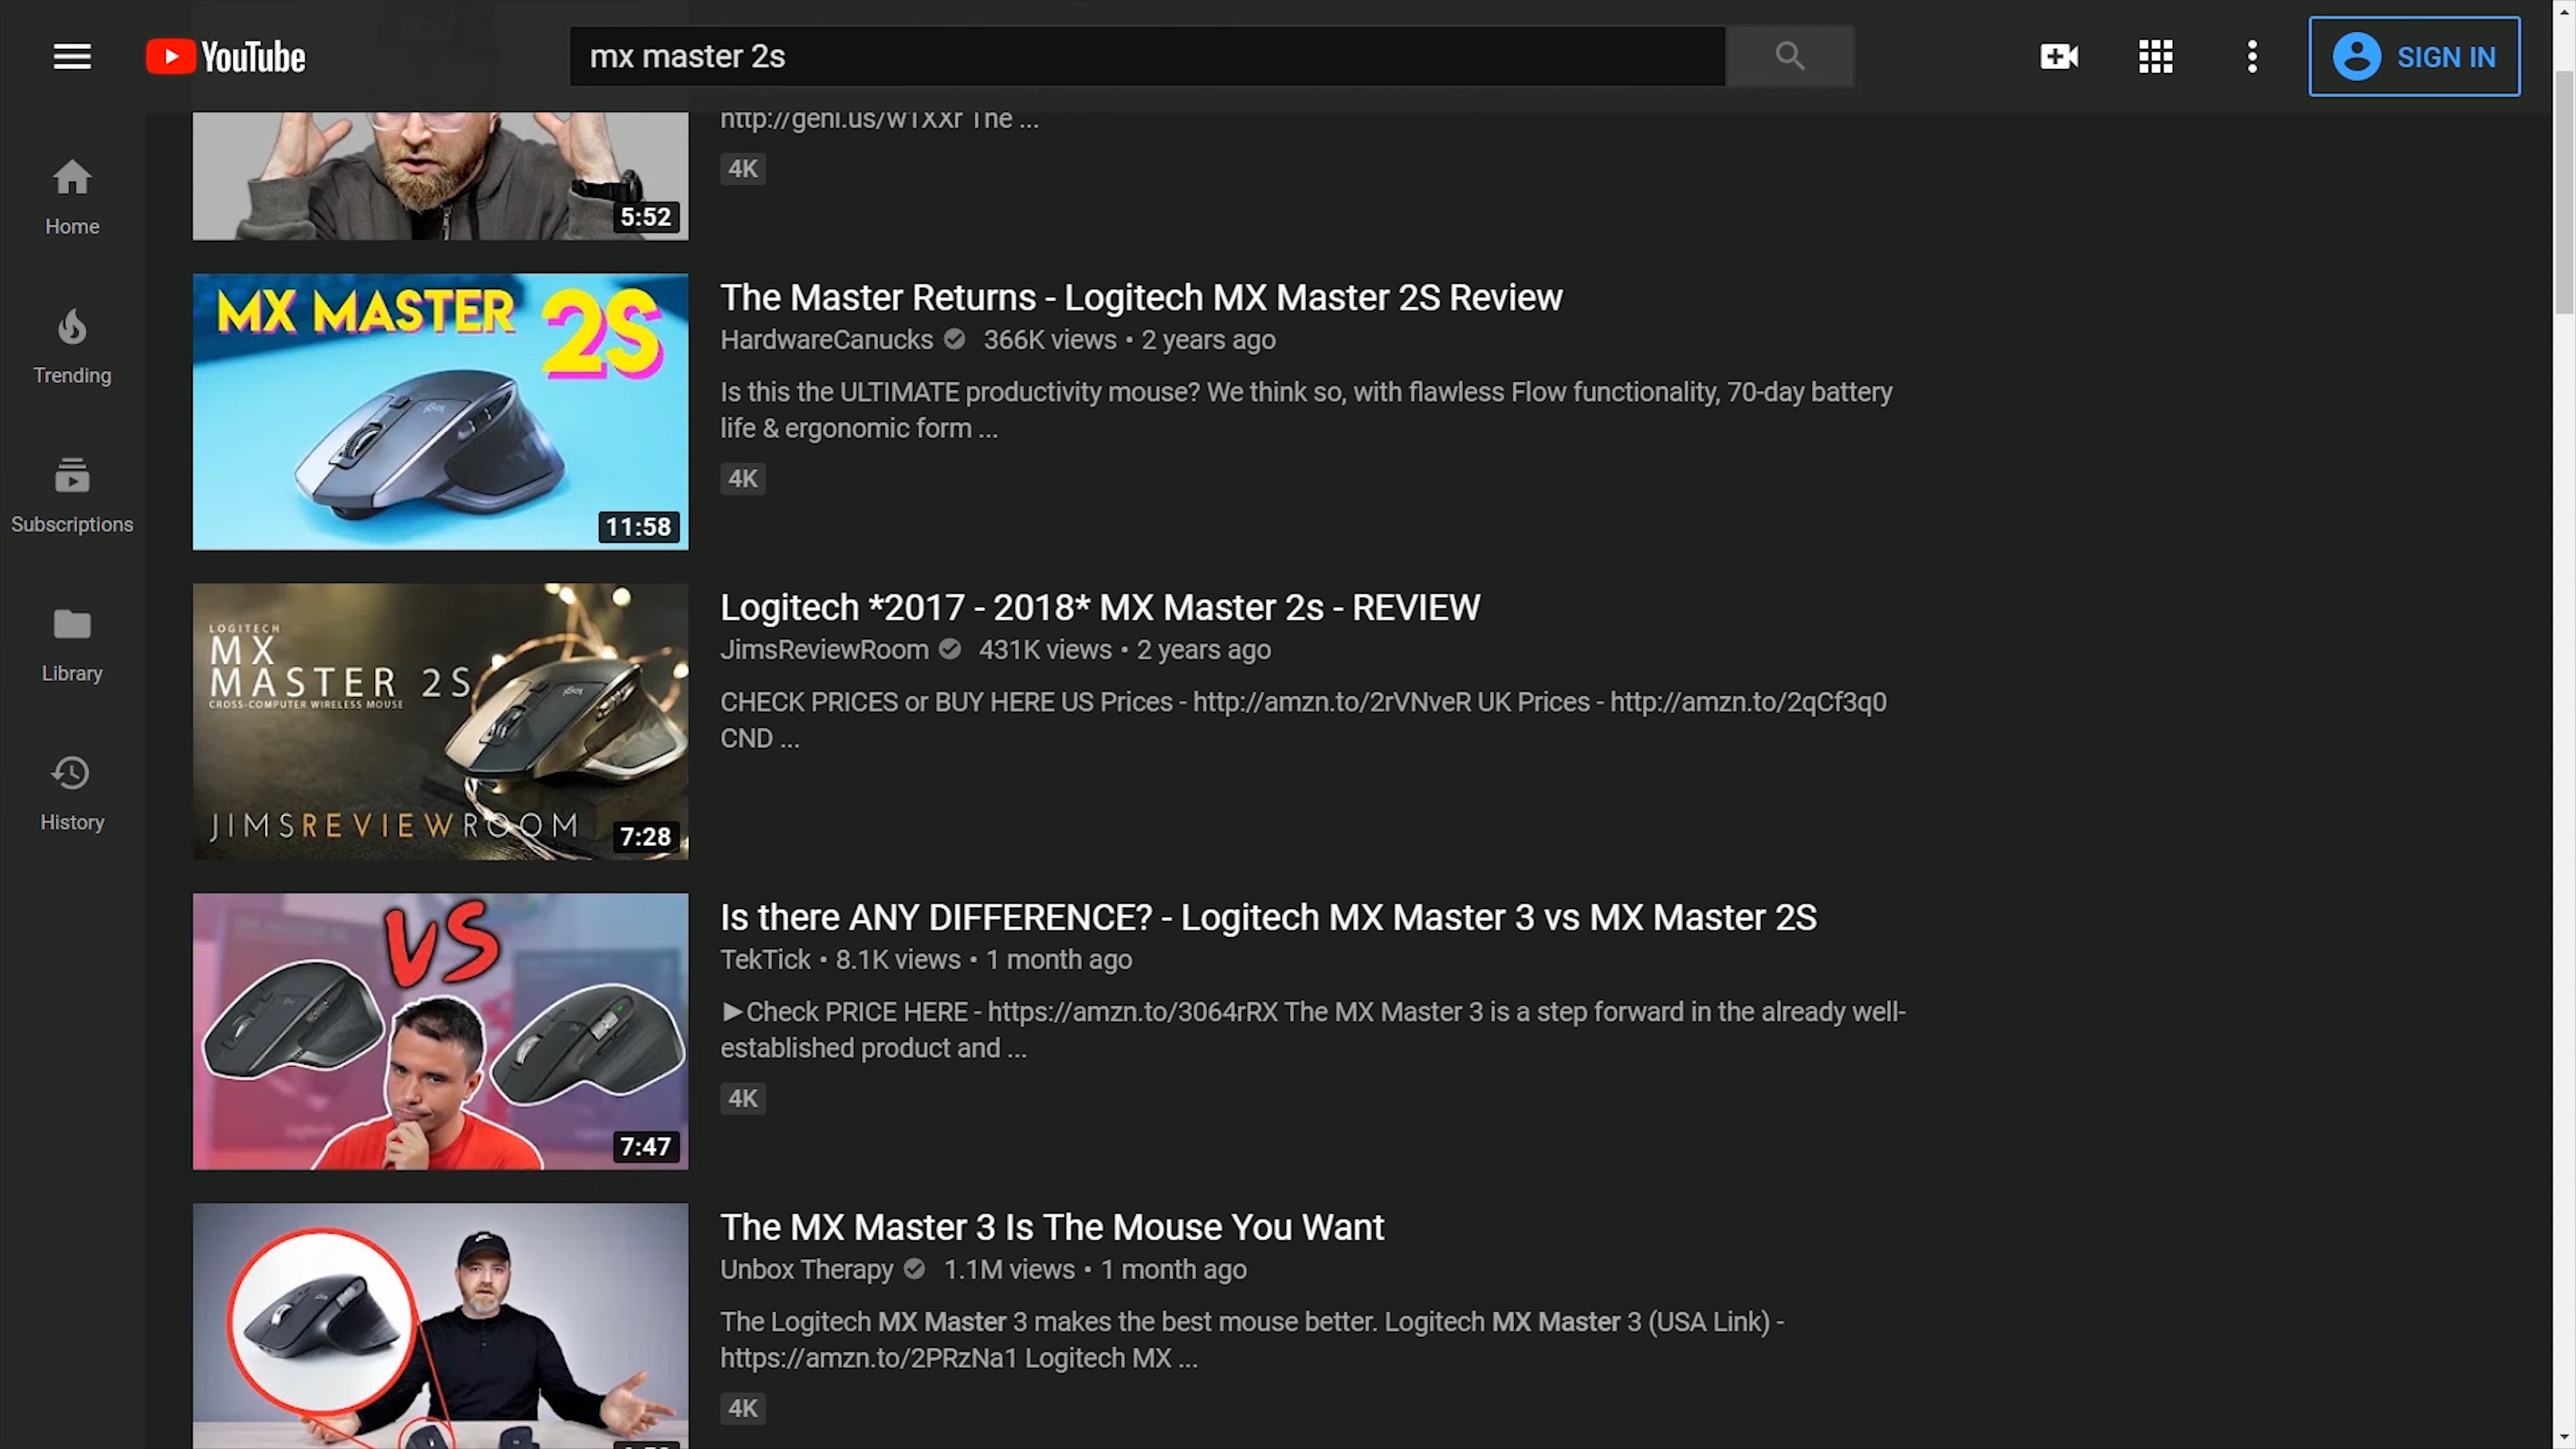 YouTube
mx master 2s
SIGN IN
Home
Trending
Subscriptions
Library
History
The ...
4K
5:52
MX MASTER 2S
11:58
The Master Returns - Logitech MX Master 2S Review
HardwareCanucks 366K views • 2 years ago
Is this the ULTIMATE productivity mouse? We think so, with flawless Flow functionality, 70-day battery
life & ergonomic form ...
4K
LOGITECH
MX
MASTER 2S
CROSS-COMPUTER WIRELESS MOUSE
JIMSREVIEWROOM
7:28
Logitech *2017 - 2018* MX Master 2s - REVIEW
JimsReviewRoom 431K views • 2 years ago
CHECK PRICES or BUY HERE US Prices - http://amzn.to/2rVNveR UK Prices - http://amzn.to/2qCf3q0
CND ...
VS
7:47
Is there ANY DIFFERENCE? - Logitech MX Master 3 vs MX Master 2S
TekTick • 8.1K views • 1 month ago
►Check PRICE HERE - https://amzn.to/3064rRX The MX Master 3 is a step forward in the already well-
established product and ...
4K
The MX Master 3 Is The Mouse You Want
Unbox Therapy 1.1M views • 1 month ago
The Logitech MX Master 3 makes the best mouse better. Logitech MX Master 3 (USA Link) -
https://amzn.to/2PRzNa1 Logitech MX ...
4K